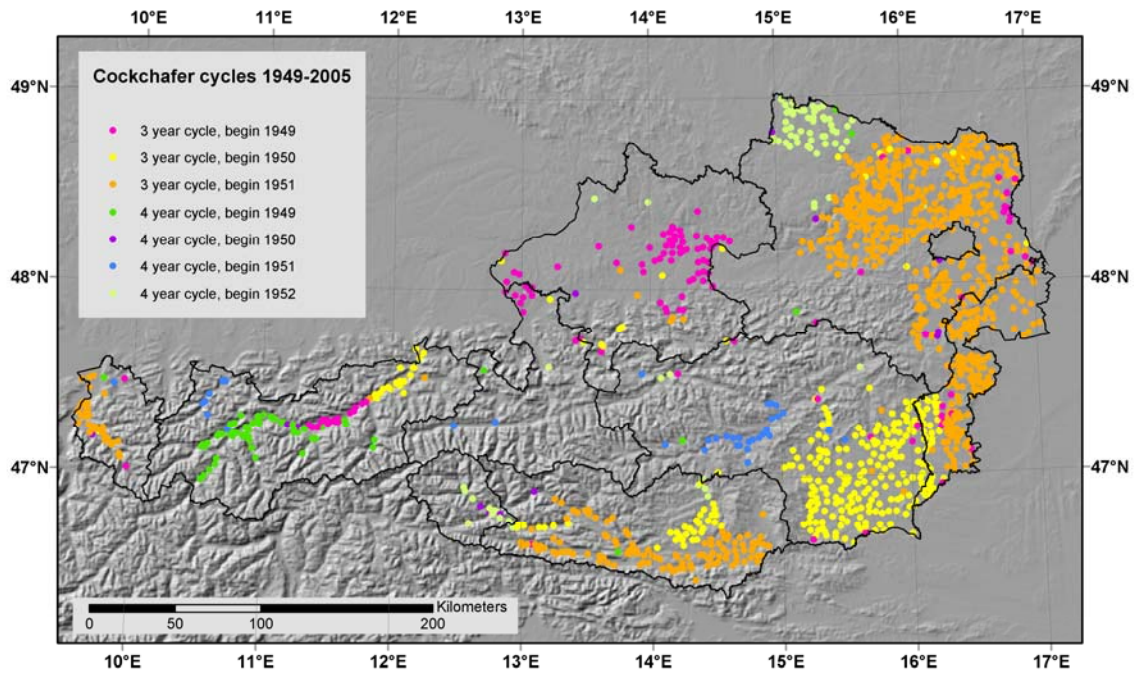 10°E 11°E 12°E 13°E 14°E 15°E 16°E 17°E
49°N 49°N
Cockchafer cycles 1949-2005
3 year cycle, begin 1949
3 year cycle, begin 1950
3 year cycle, begin 1951
4 year cycle, begin 1949
4 year cycle, begin 1950
4 year cycle, begin 1951
4 year cycle, begin 1952
48°N 48°N
47°N 47°N
Kilometers
0 50 100 200
10°E 11°E 12°E 13°E 14°E 15°E 16°E 17°E